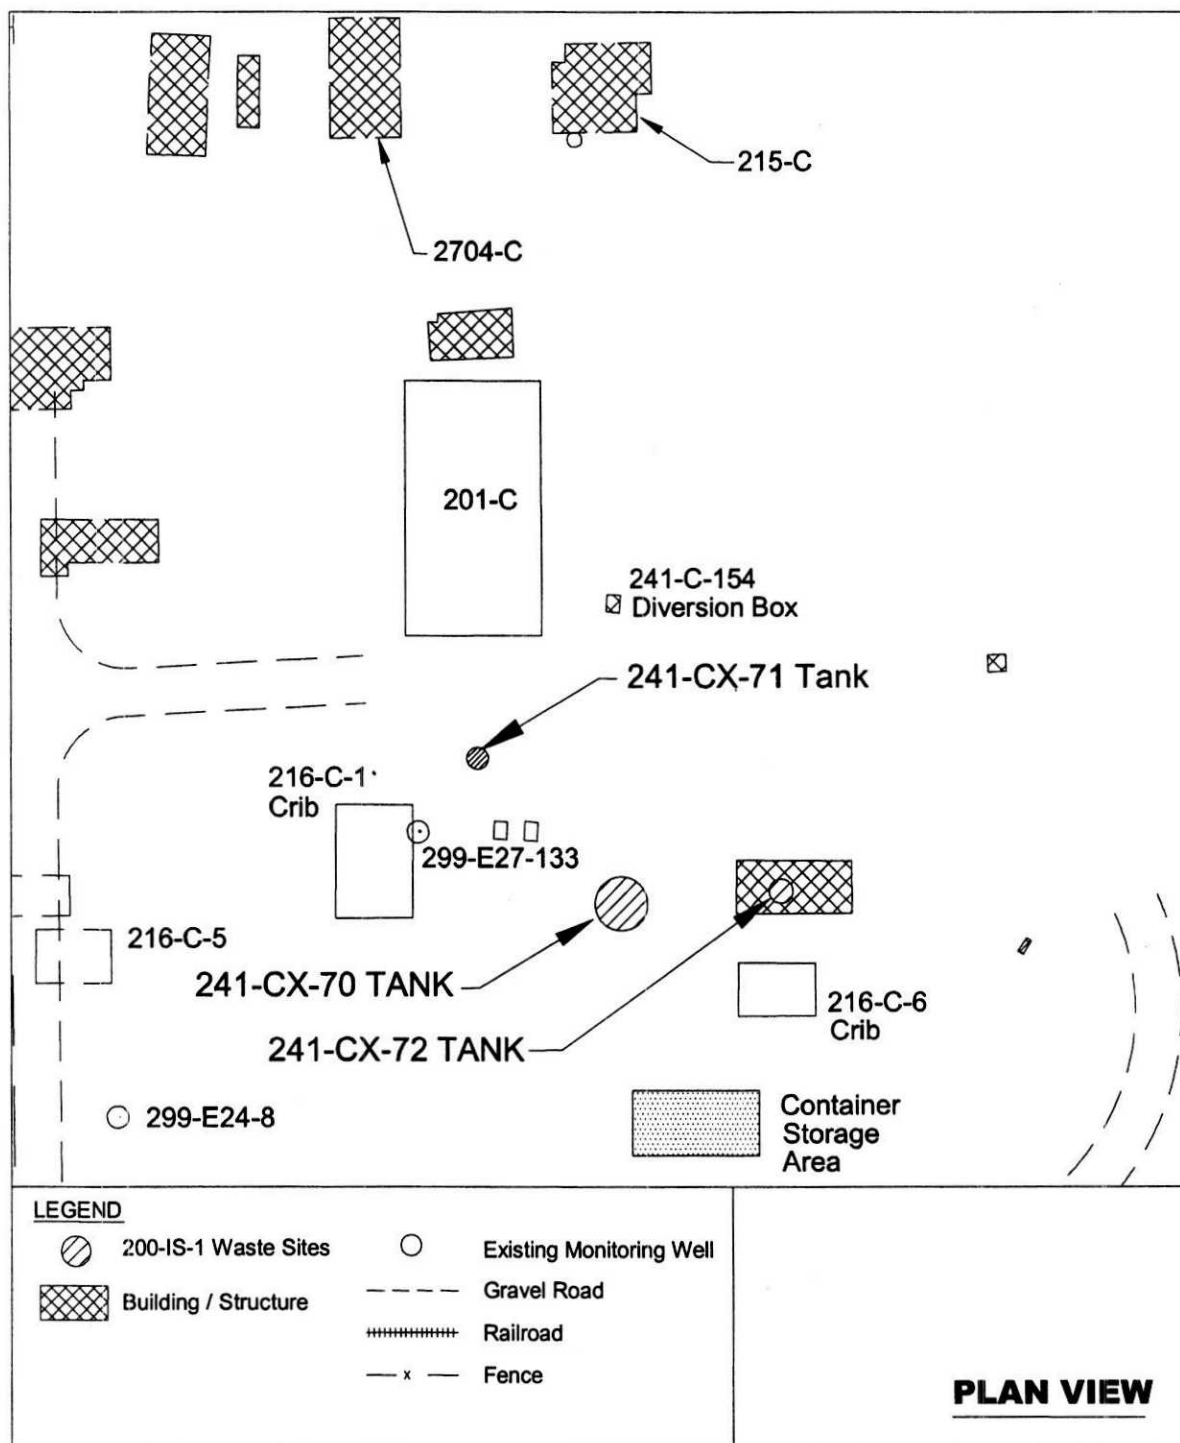 215-C
2704-C
201-C
241-C-154
Diversion Box
241-CX-71 Tank
216-C-1
Crib
299-E27-133
216-C-5
241-CX-70 TANK
216-C-6
Crib
241-CX-72 TANK
299-E24-8
Container
Storage
Area
LEGEND
200-IS-1 Waste Sites
Existing Monitoring Well
Building / Structure
Gravel Road
Railroad
x Fence
PLAN VIEW